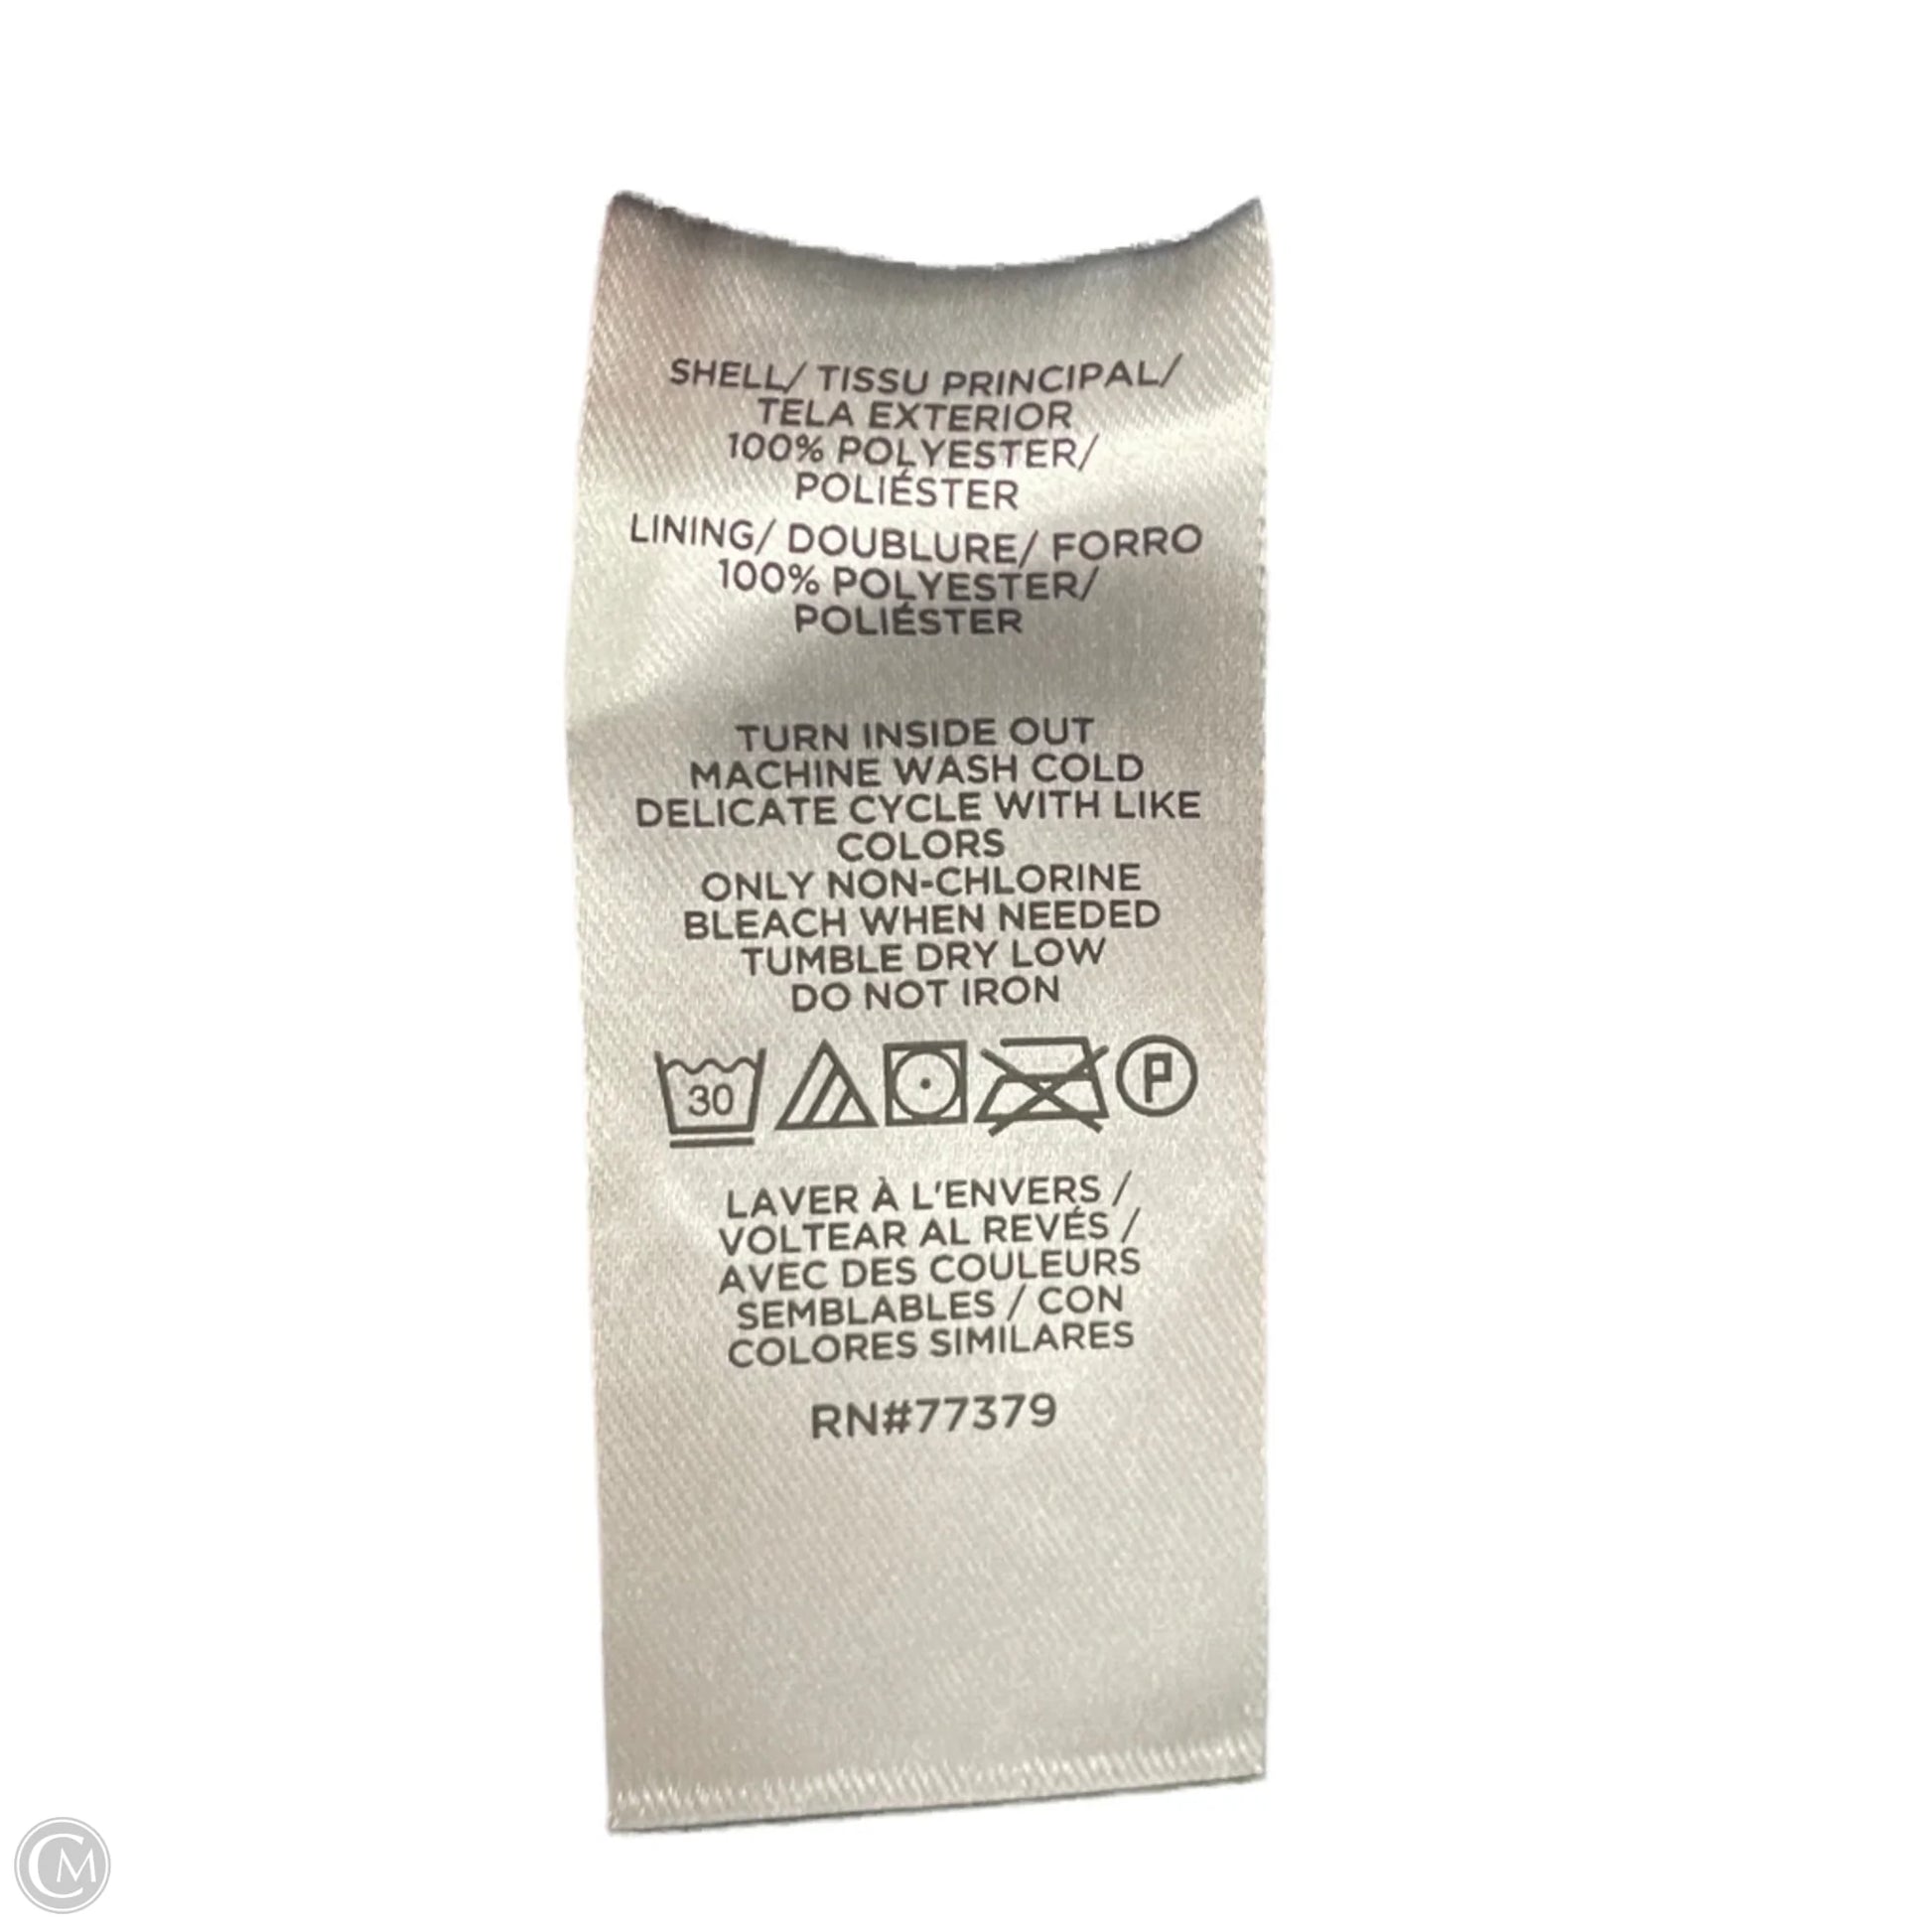 SHELL/ TISSU PRINCIPAL/
TELA EXTERIOR
100% POLYESTER/
POLIÉSTER
LINING/ DOUBLURE/ FORRO
100% POLYESTER/
POLIÉSTER
TURN INSIDE OUT
MACHINE WASH COLD
DELICATE CYCLE WITH LIKE
COLORS
ONLY NON-CHLORINE
BLEACH WHEN NEEDED
TUMBLE DRY LOW
DO NOT IRON
30 P
LAVER À L'ENVERS /
VOLTEAR AL REVÉS /
AVEC DES COULEURS
SEMBLABLES / CON
COLORES SIMILARES
RN#77379
CM